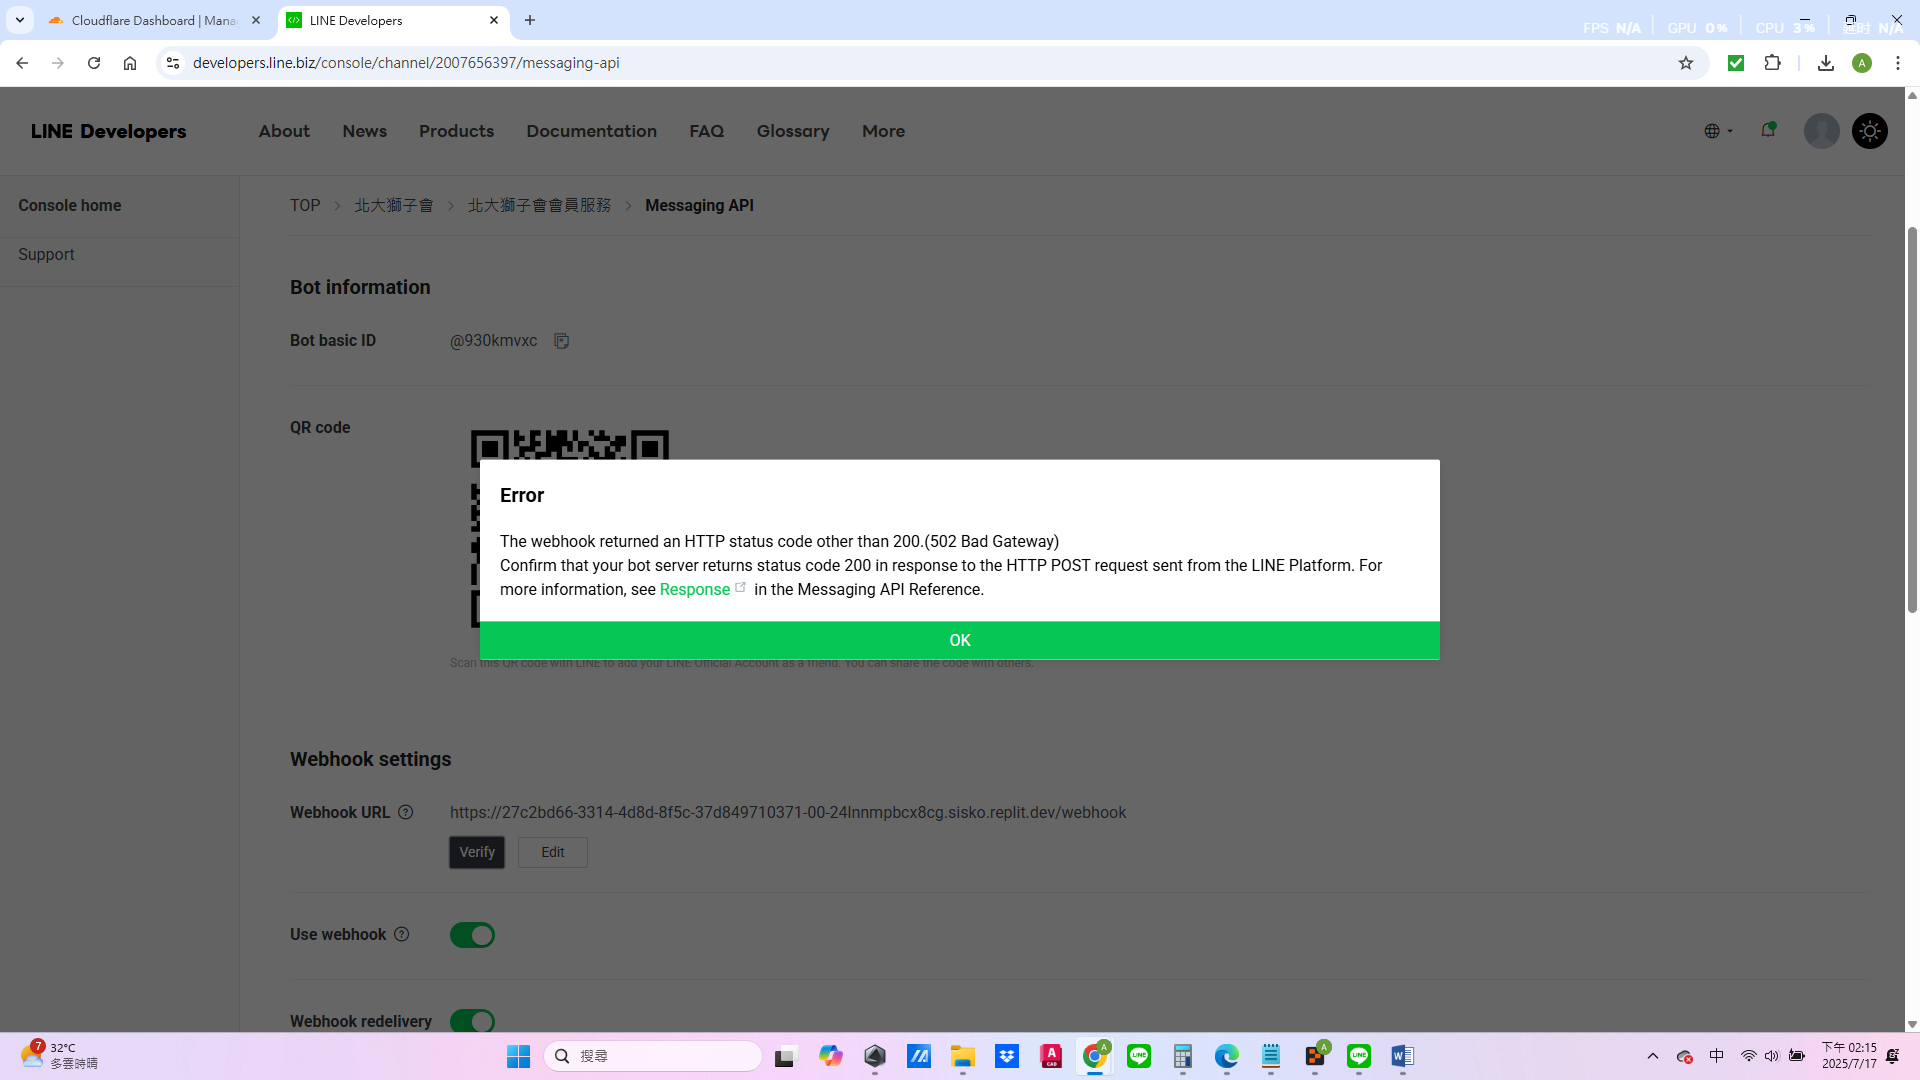 Cloudflare Dashboard | Mana
LINE Developers
FPS N/A GPU 0% CPU 3% 延时 N/A
developers.line.biz/console/channel/2007656397/messaging-api
A
LINE Developers
About
News
Products
Documentation
FAQ
Glossary
More
Console home
Support
TOP > 北大獅子會 > 北大獅子會會員服務 > Messaging API
Bot information
Bot basic ID
@930kmvxc
QR code
Error
The webhook returned an HTTP status code other than 200.(502 Bad Gateway)
Confirm that your bot server returns status code 200 in response to the HTTP POST request sent from the LINE Platform. For
more information, see Response in the Messaging API Reference.
OK
Scan this QR code with LINE to add your LINE Official Account as a friend. You can share the code with others.
Webhook settings
Webhook URL
https://27c2bd66-3314-4d8d-8f5c-37d849710371-00-24lnnmpbcx8cg.sisko.replit.dev/webhook
Verify
Edit
Use webhook
Webhook redelivery
7
32°C
多雲時晴
搜尋
A
CAD
A
LINE
A
LINE
W
中
下午 02:15
2025/7/17